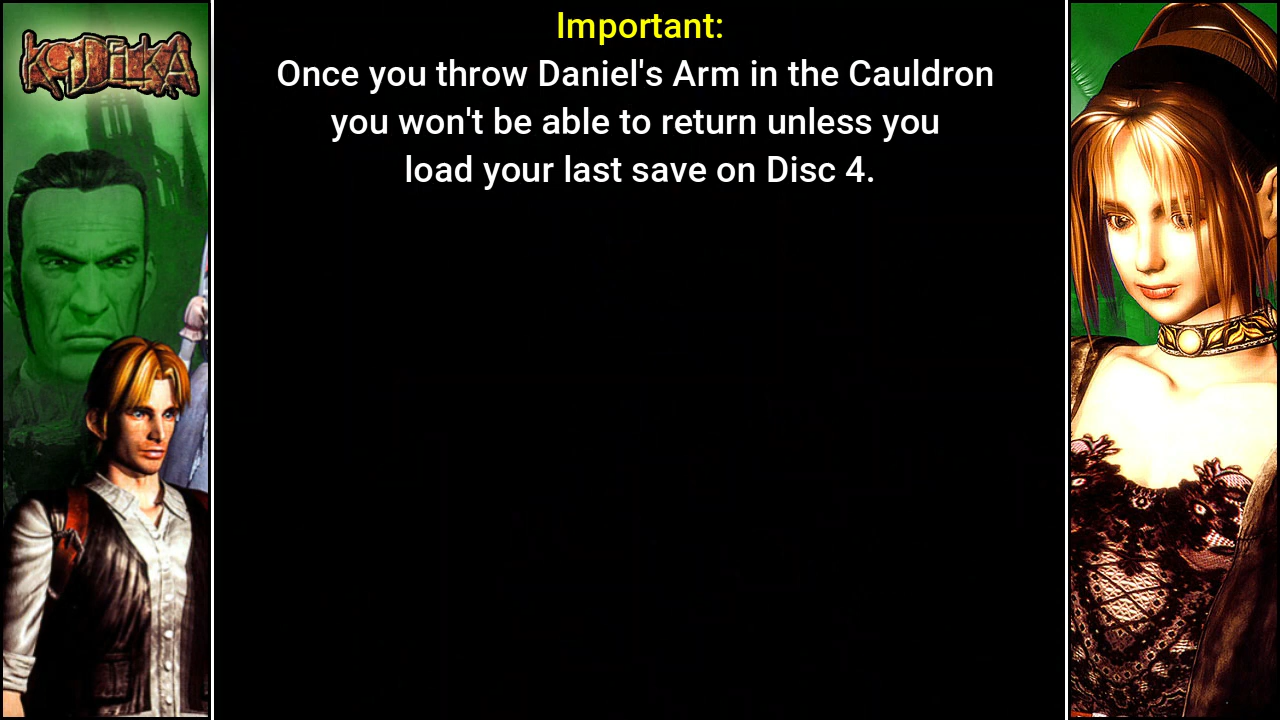 KOUDELKA
Important:
Once you throw Daniel's Arm in the Cauldron
you won't be able to return unless you
load your last save on Disc 4.